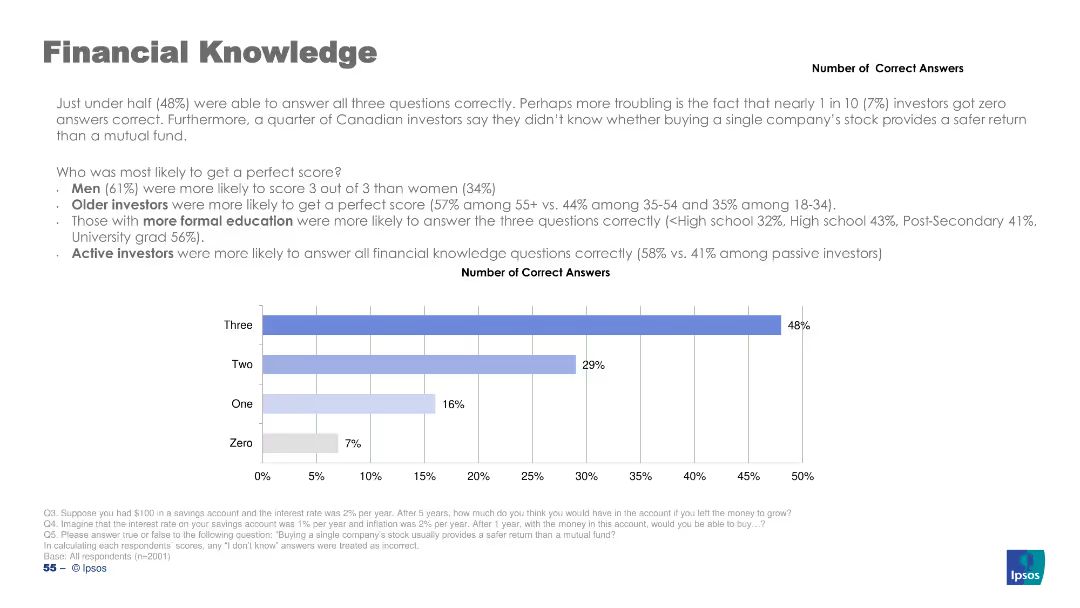 Financial Knowledge
Number of Correct Answers
Just under half (48%) were able to answer all three questions correctly. Perhaps more troubling is the fact that nearly 1 in 10 (7%) investors got zero
answers correct. Furthermore, a quarter of Canadian investors say they didn't know whether buying a single company's stock provides a safer return
than a mutual fund.
Who was most likely to get a perfect score?
• Men (61%) were more likely to score 3 out of 3 than women (34%)
• Older investors were more likely to get a perfect score (57% among 55+ vs. 44% among 35-54 and 35% among 18-34).
• Those with more formal education were more likely to answer the three questions correctly (<High school 32%, High school 43%, Post-Secondary 41%,
University grad 56%).
• Active investors were more likely to answer all financial knowledge questions correctly (58% vs. 41% among passive investors)
Number of Correct Answers
Three 48%
Two 29%
One 16%
Zero 7%
0% 5% 10% 15% 20% 25% 30% 35% 40% 45% 50%
Q3. Suppose you had $100 in a savings account and the interest rate was 2% per year. After 5 years, how much do you think you would have in the account if you left the money to grow?
Q4. Imagine that the interest rate on your savings account was 1% per year and inflation was 2% per year. After 1 year, with the money in this account, would you be able to buy…?
Q5. Please answer true or false to the following question: "Buying a single company's stock usually provides a safer return than a mutual fund?
In calculating each respondents' scores, any "I don't know" answers were treated as incorrect.
Base: All respondents (n=2001)
55 – © Ipsos
Ipsos